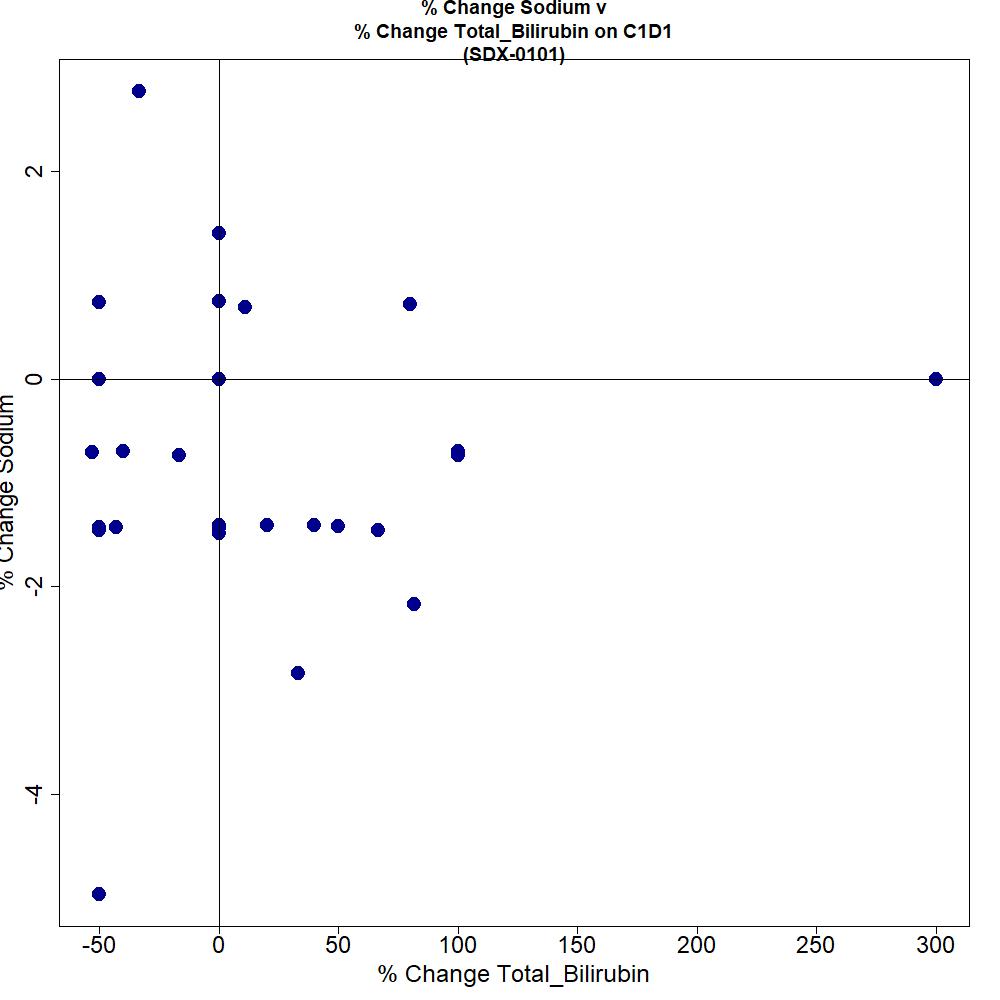 % Change Sodium v
% Change Total_Bilirubin on C1D1
(SDX-0101)
% Change Sodium
2
0
-2
-4
-50 0 50 100 150 200 250 300
% Change Total_Bilirubin